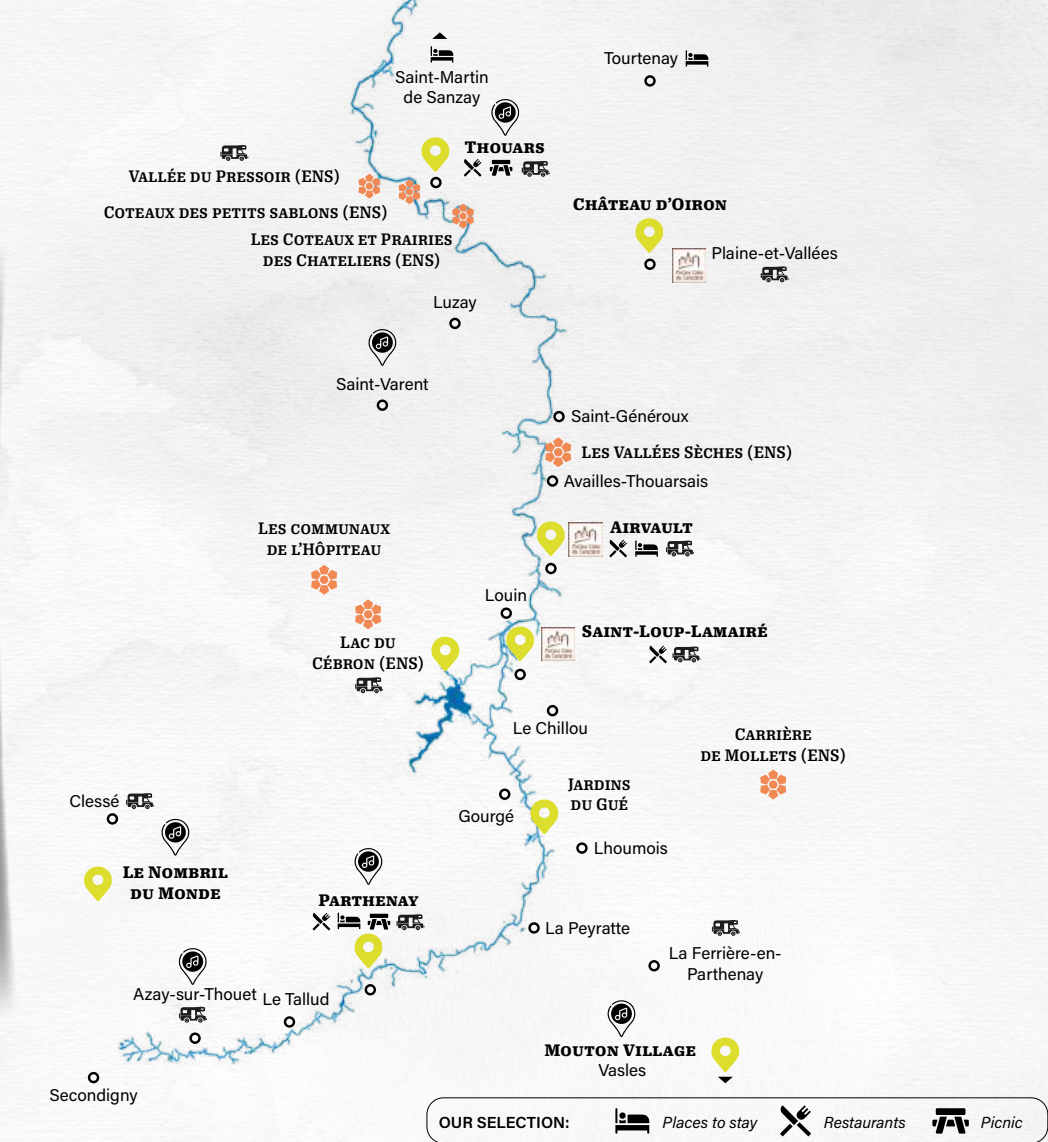 Saint-Martin
de Sanzay
Tourtenay
THOUARS
VALLÉE DU PRESSOIR (ENS)
COTEAUX DES PETITS SABLONS (ENS)
LES COTEAUX ET PRAIRIES
DES CHATELIERS (ENS)
CHÂTEAU D'OIRON
Plaine-et-Vallées
Luzay
Saint-Varent
Saint-Généroux
LES VALLÉES SÈCHES (ENS)
Availles-Thouarsais
LES COMMUNAUX
DE L'HÔPITEAU
AIRVAULT
Louin
SAINT-LOUP-LAMAIRÉ
LAC DU
CÉBRON (ENS)
Le Chillou
CARRIÈRE
DE MOLLETS (ENS)
JARDINS
DU GUÉ
Clessé
Gourgé
Lhoumois
LE NOMBRIL
DU MONDE
PARTHENAY
La Peyratte
La Ferrière-en-
Parthenay
Azay-sur-Thouet
Le Tallud
MOUTON VILLAGE
Vasles
Secondigny
OUR SELECTION: Places to stay Restaurants Picnic